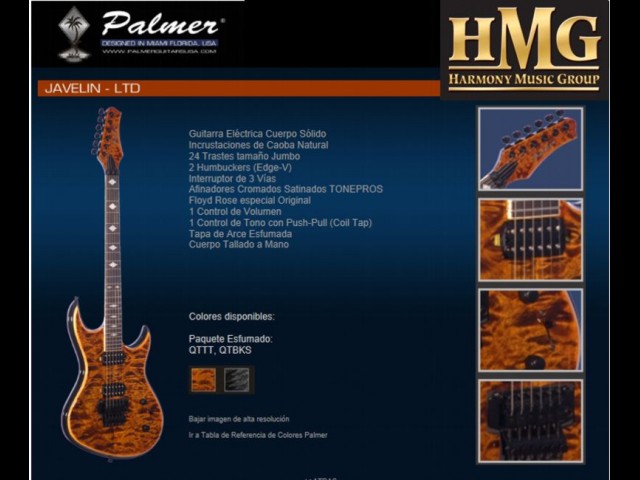 Palmer®
DESIGNED IN MIAMI FLORIDA, USA
WWW.PALMERGUITARSUSA.COM
HMG
HARMONY MUSIC GROUP
JAVELIN - LTD
Guitarra Eléctrica Cuerpo Sólido
Incrustaciones de Caoba Natural
24 Trastes tamaño Jumbo
2 Humbuckers (Edge-V)
Interruptor de 3 Vías
Afinadores Cromados Satinados TONEPROS
Floyd Rose especial Original
1 Control de Volumen
1 Control de Tono con Push-Pull (Coil Tap)
Tapa de Arce Esfumada
Cuerpo Tallado a Mano
Colores disponibles:
Paquete Esfumado:
QTTT, QTBKS
Bajar imagen de alta resolución
Ir a Tabla de Referencia de Colores Palmer